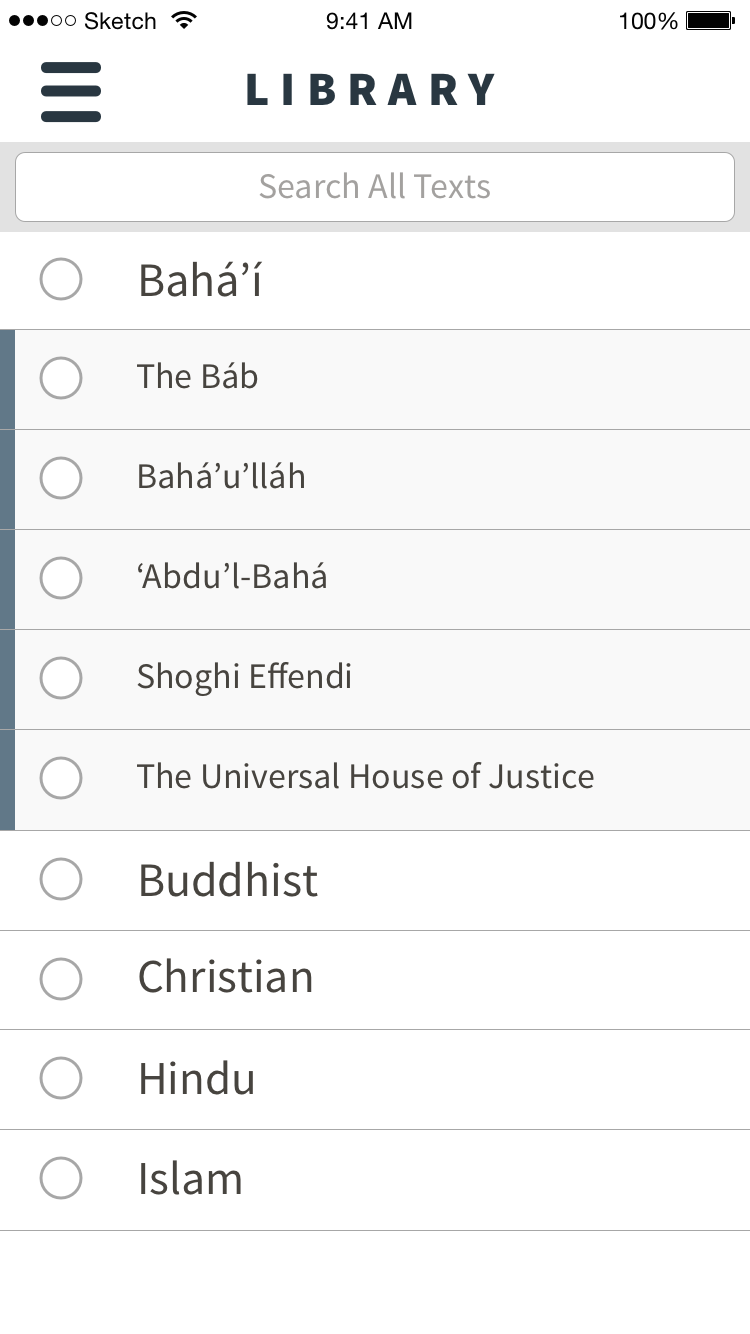 Sketch 9:41 AM 100%
LIBRARY
Search All Texts
Bahá’í
The Báb
Bahá’u’lláh
‘Abdu’l-Bahá
Shoghi Effendi
The Universal House of Justice
Buddhist
Christian
Hindu
Islam